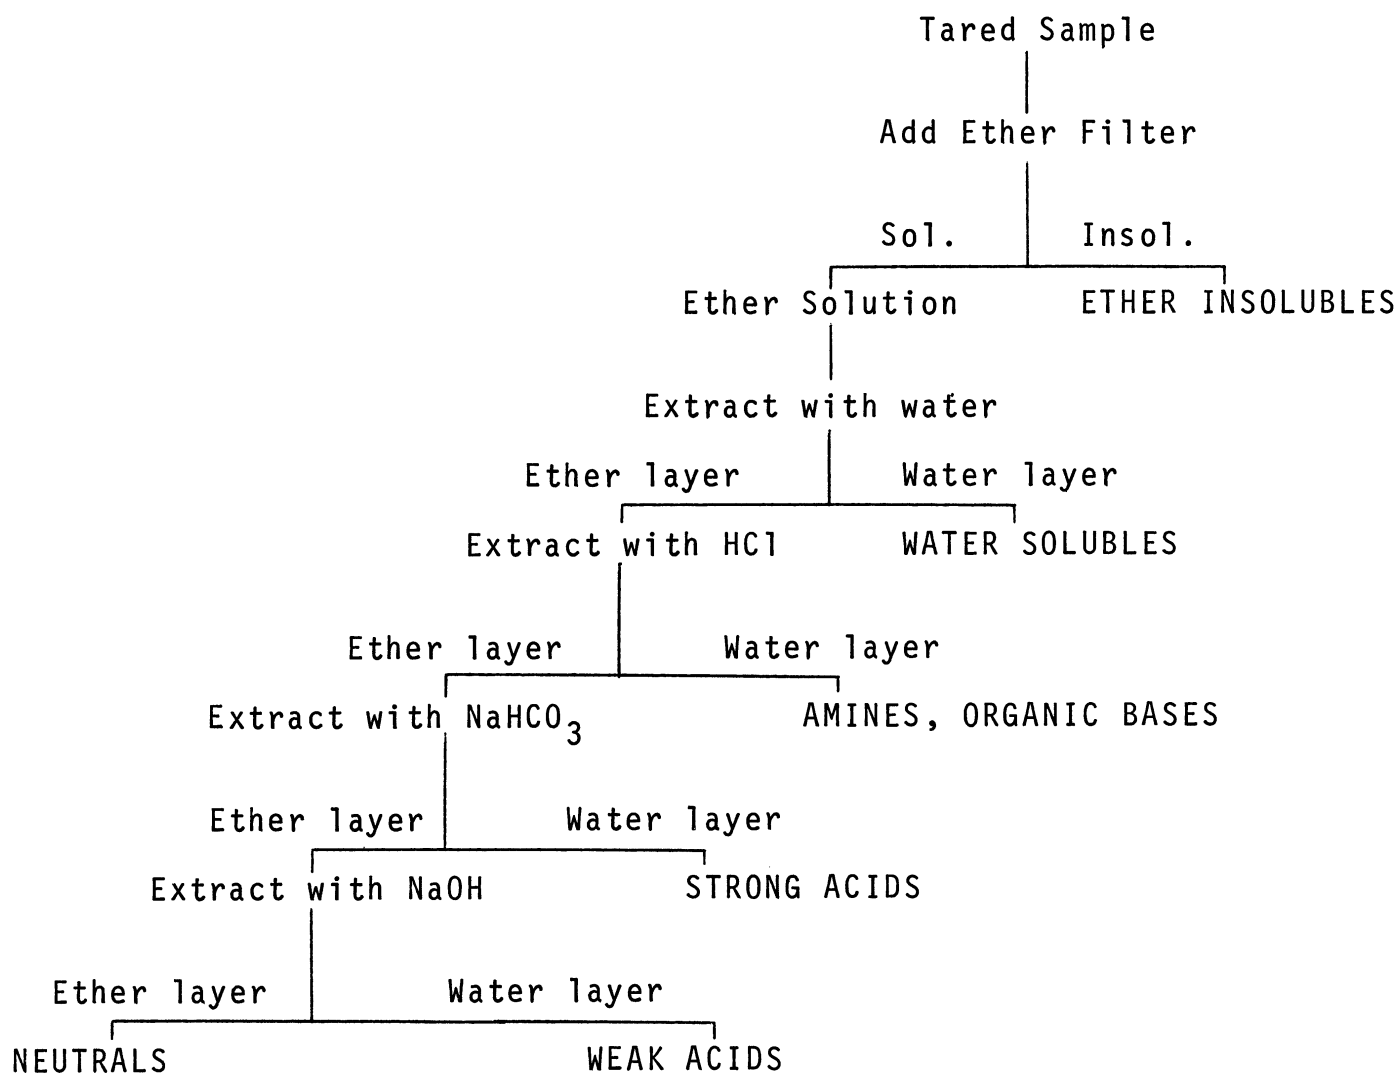 Tared Sample
Add Ether Filter
Sol. Insol.
Ether Solution ETHER INSOLUBLES
Extract with water
Ether layer Water layer
Extract with HCl WATER SOLUBLES
Ether layer Water layer
Extract with NaHCO3 AMINES, ORGANIC BASES
Ether layer Water layer
Extract with NaOH STRONG ACIDS
Ether layer Water layer
NEUTRALS WEAK ACIDS